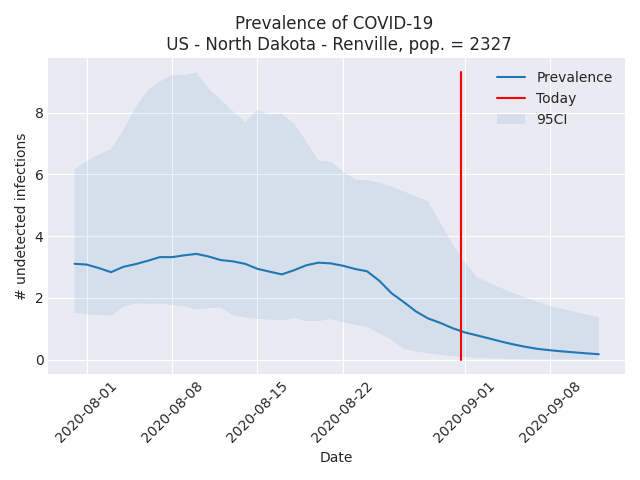 Prevalence of COVID-19
US - North Dakota - Renville, pop. = 2327
Prevalence
Today
95CI
# undetected infections
8
6
4
2
0
2020-08-01
2020-08-08
2020-08-15
2020-08-22
2020-09-01
2020-09-08
Date